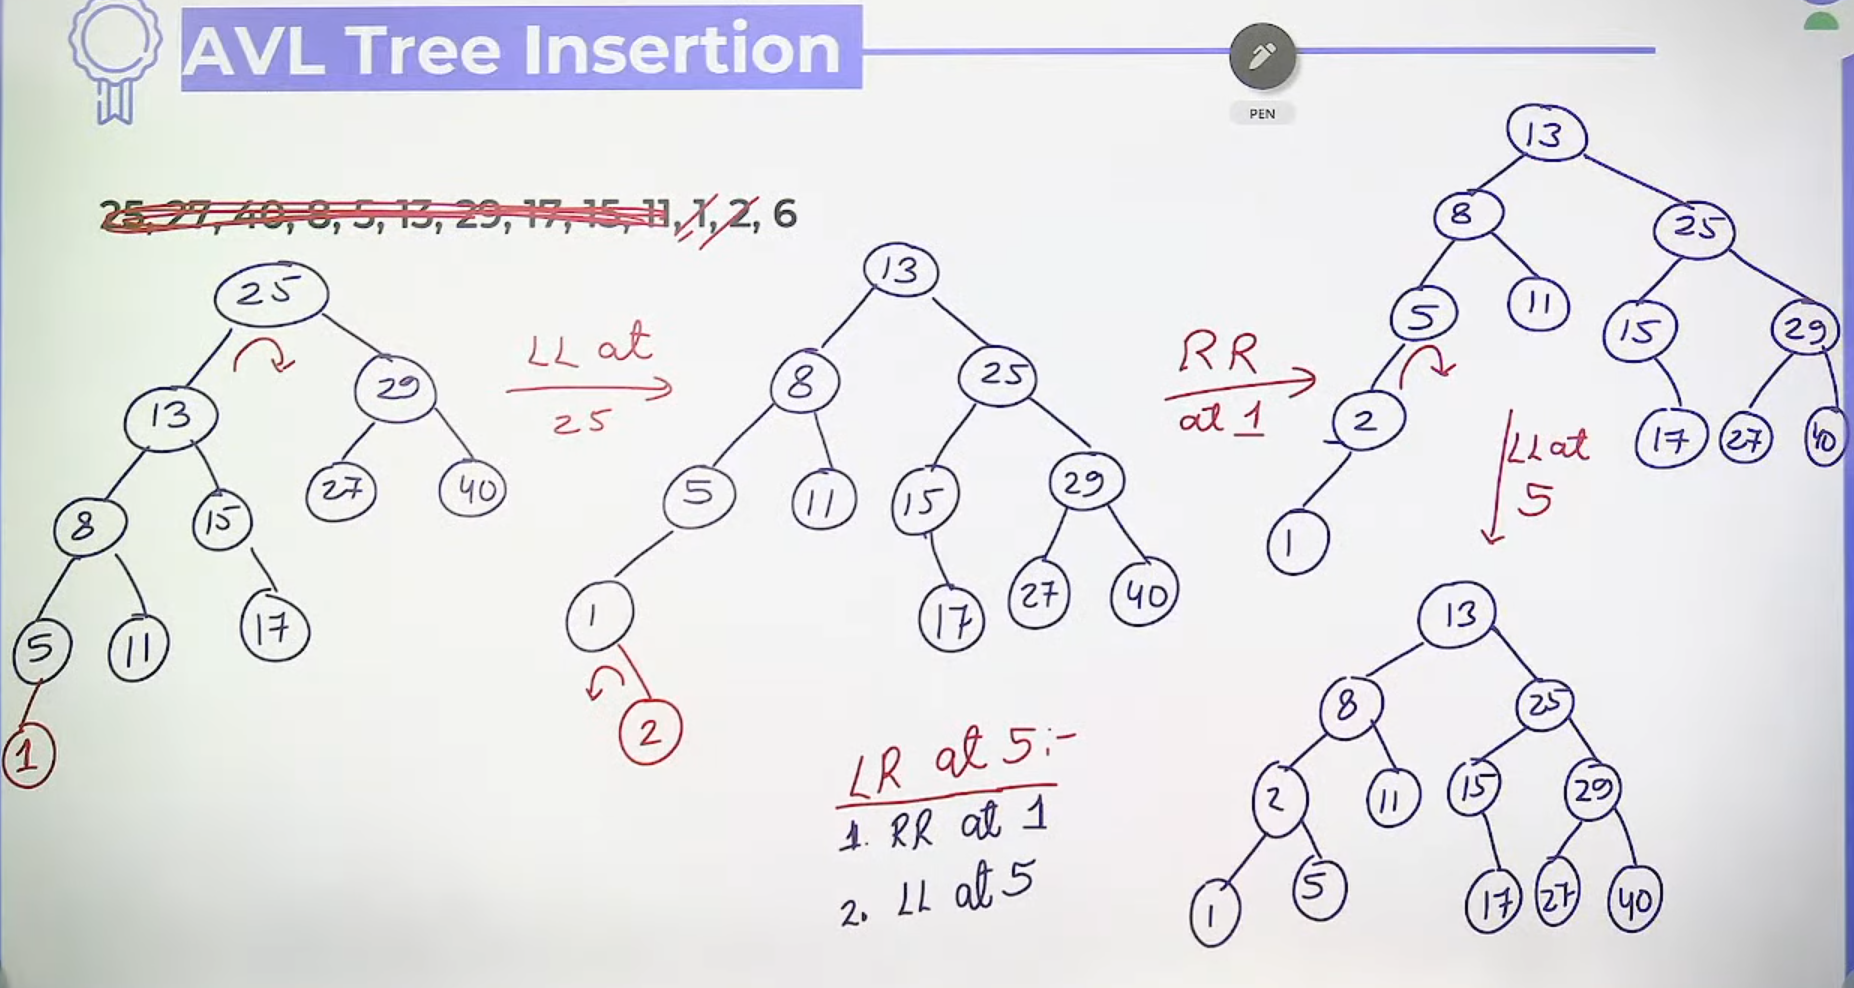 AVL Tree Insertion
PEN
25, 27, 40, 8, 5, 13, 29, 17, 15, 11, 1, 2, 6
25
13 29
8 15 27 40
5 11 17
1
LL at
25
13
8 25
5 11 15 29
1 17 27 40
2
RR
at 1
13
8 25
5 11 15 29
2 17 27 40
1
LL at
5
13
8 25
2 11 15 29
1 5 17 27 40
LR at 5:-
1. RR at 1
2. LL at 5